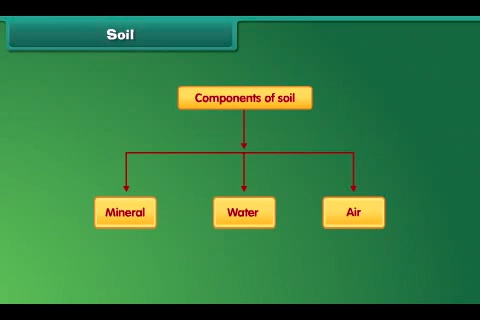 Soil
Components of soil
Mineral
Water
Air